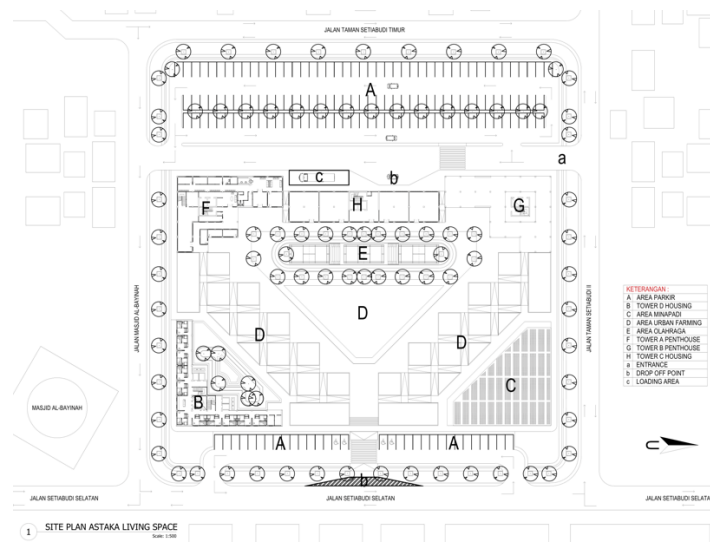 JALAN TAMAN SETIABUDI TIMUR
A
a
c
b
F
H
G
E
D
D
D
JALAN MASJID AL-BAYINAH
JALAN TAMAN SETIABUDI II
KETERANGAN :
A AREA PARKIR
B TOWER D HOUSING
C AREA MINAPADI
D AREA URBAN FARMING
E AREA OLAHRAGA
F TOWER A PENTHOUSE
G TOWER B PENTHOUSE
H TOWER C HOUSING
a ENTRANCE
b DROP OFF POINT
c LOADING AREA
C
B
MASJID AL-BAYINAH
U
A
A
b
JALAN SETIABUDI SELATAN
JALAN SETIABUDI SELATAN
JALAN SETIABUDI SELATA
1 SITE PLAN ASTAKA LIVING SPACE
Scale: 1:500